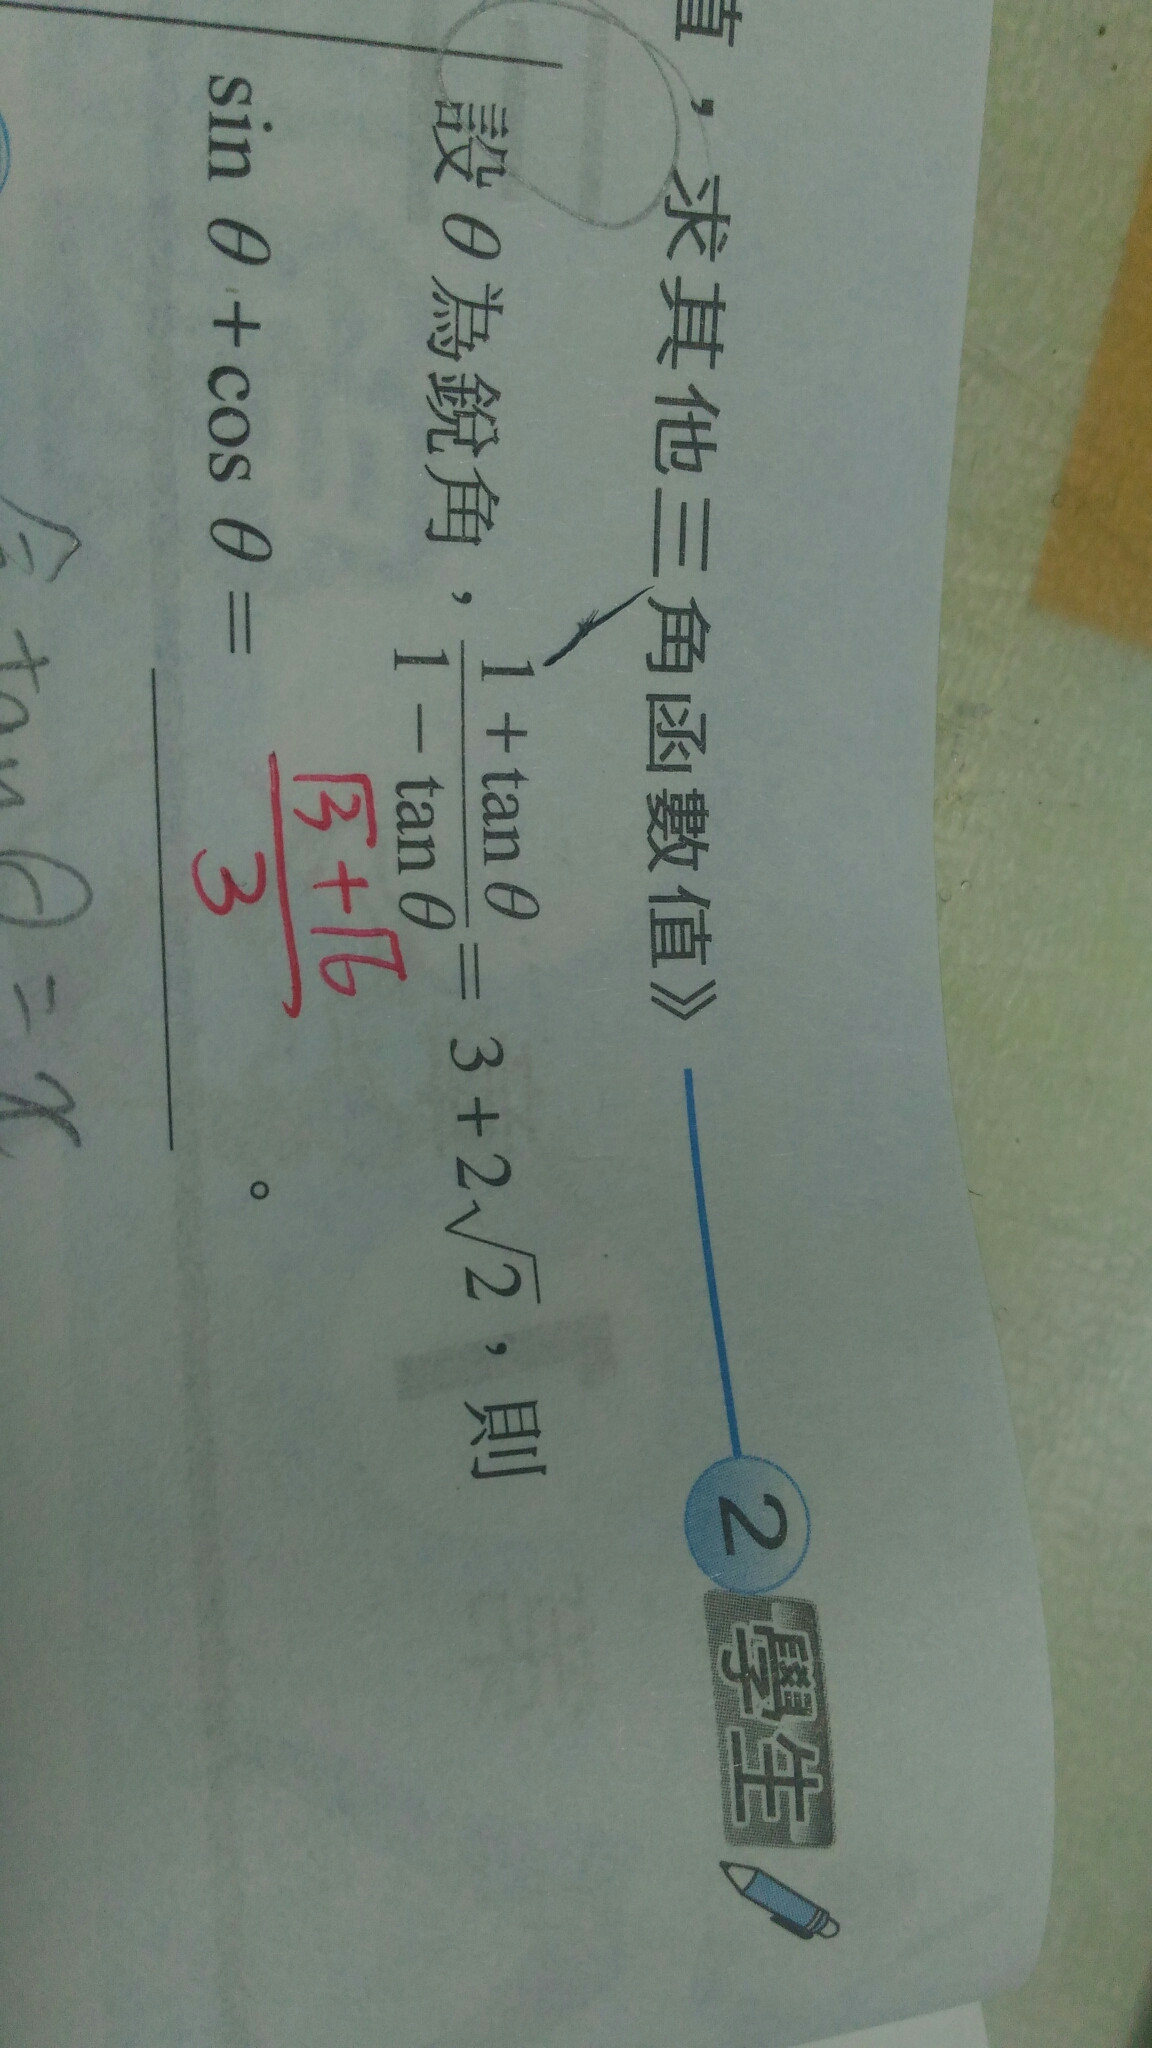 值，求其他三角函數值》 2 學生
設 θ 為銳角，(1+tanθ)/(1−tanθ) = 3+2√2，則
sin θ+cos θ= (√3+√6)/3 。
tanθ = x